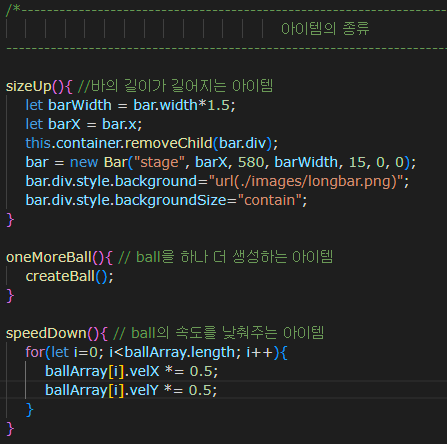 /*------------------------------------------------------------------
아이템의 종류
--------------------------------------------------------------------
sizeUp(){ //바의 길이가 길어지는 아이템
let barWidth = bar.width*1.5;
let barX = bar.x;
this.container.removeChild(bar.div);
bar = new Bar("stage", barX, 580, barWidth, 15, 0, 0);
bar.div.style.background="url(./images/longbar.png)";
bar.div.style.backgroundSize="contain";
}
oneMoreBall(){ // ball을 하나 더 생성하는 아이템
createBall();
}
speedDown(){ // ball의 속도를 낮춰주는 아이템
for(let i=0; i<ballArray.length; i++){
ballArray[i].velX *= 0.5;
ballArray[i].velY *= 0.5;
}
}